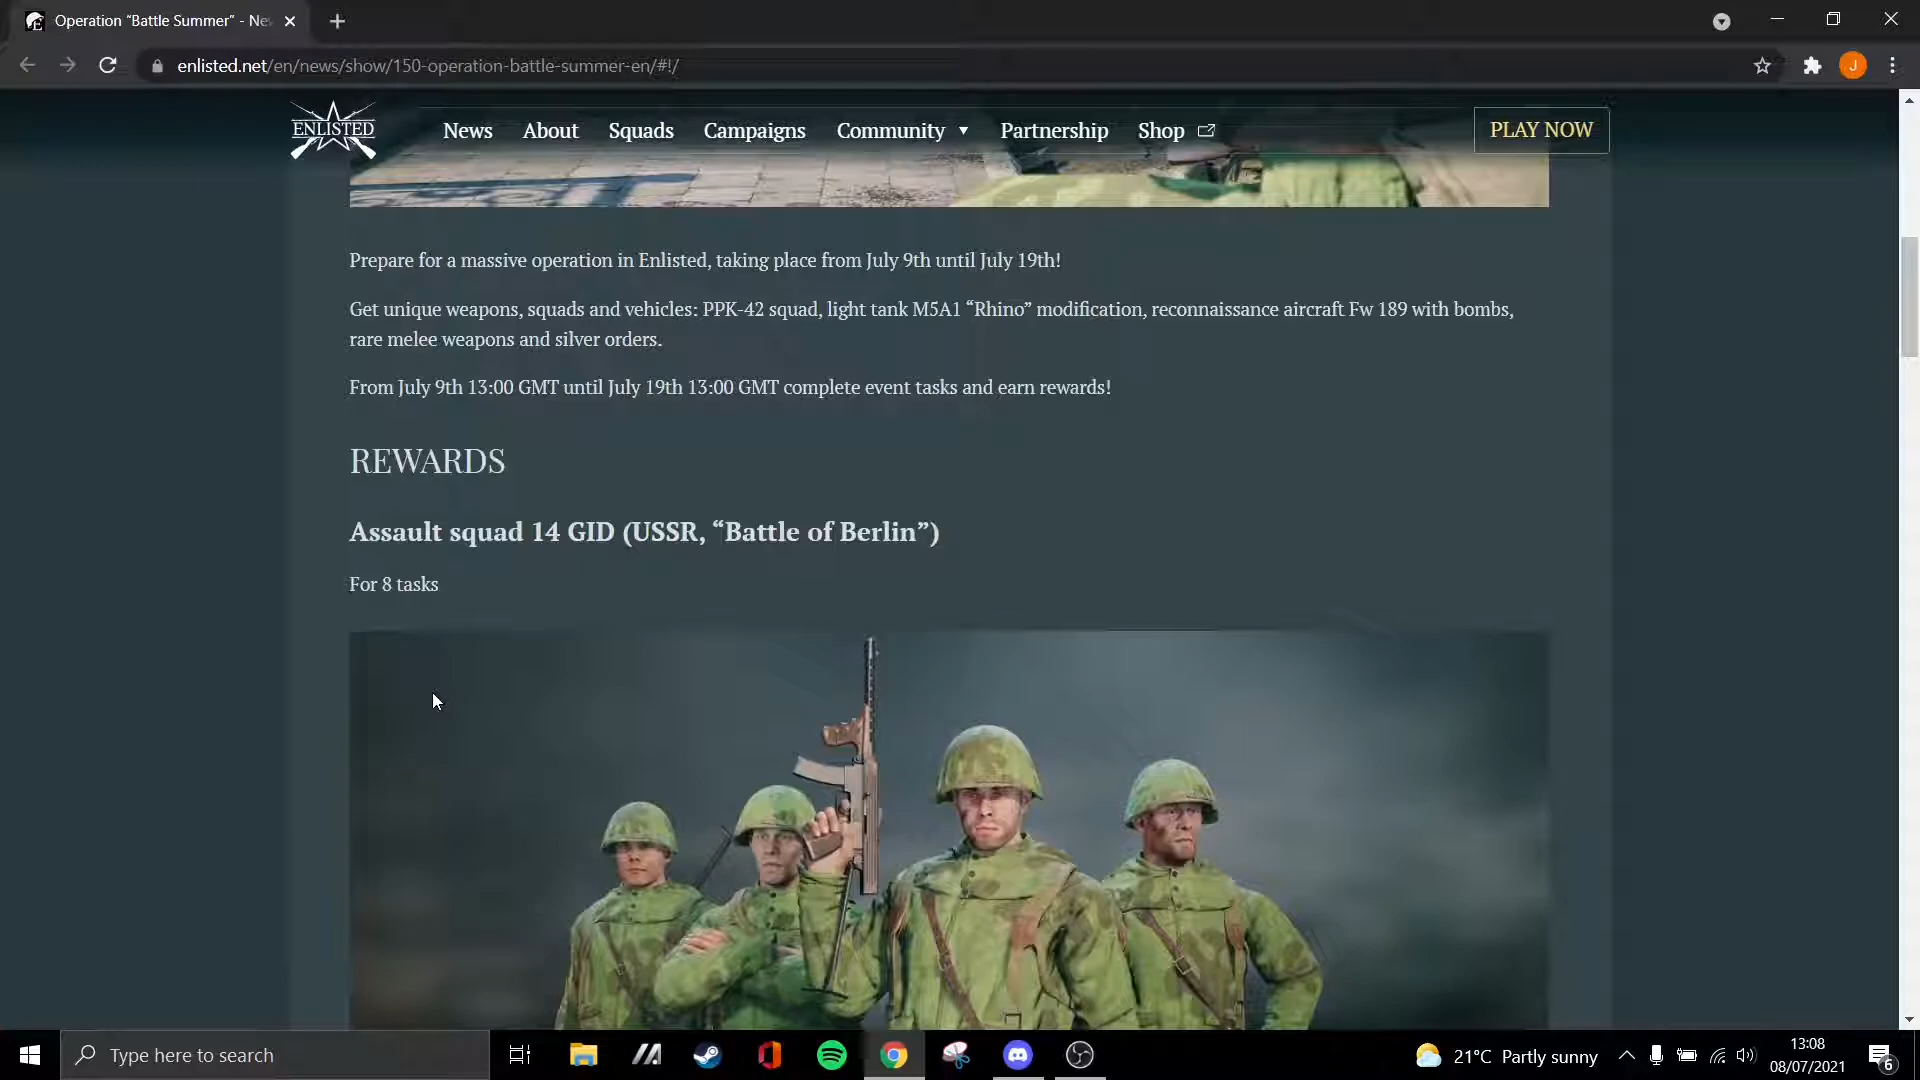 Operation “Battle Summer” - Ne
enlisted.net/en/news/show/150-operation-battle-summer-en/#!/
J
ENLISTED
News
About
Squads
Campaigns
Community
Partnership
Shop
PLAY NOW
Prepare for a massive operation in Enlisted, taking place from July 9th until July 19th!
Get unique weapons, squads and vehicles: PPK-42 squad, light tank M5A1 “Rhino” modification, reconnaissance aircraft Fw 189 with bombs,
rare melee weapons and silver orders.
From July 9th 13:00 GMT until July 19th 13:00 GMT complete event tasks and earn rewards!
REWARDS
Assault squad 14 GID (USSR, “Battle of Berlin”)
For 8 tasks
Type here to search
21°C Partly sunny
13:08
08/07/2021
6